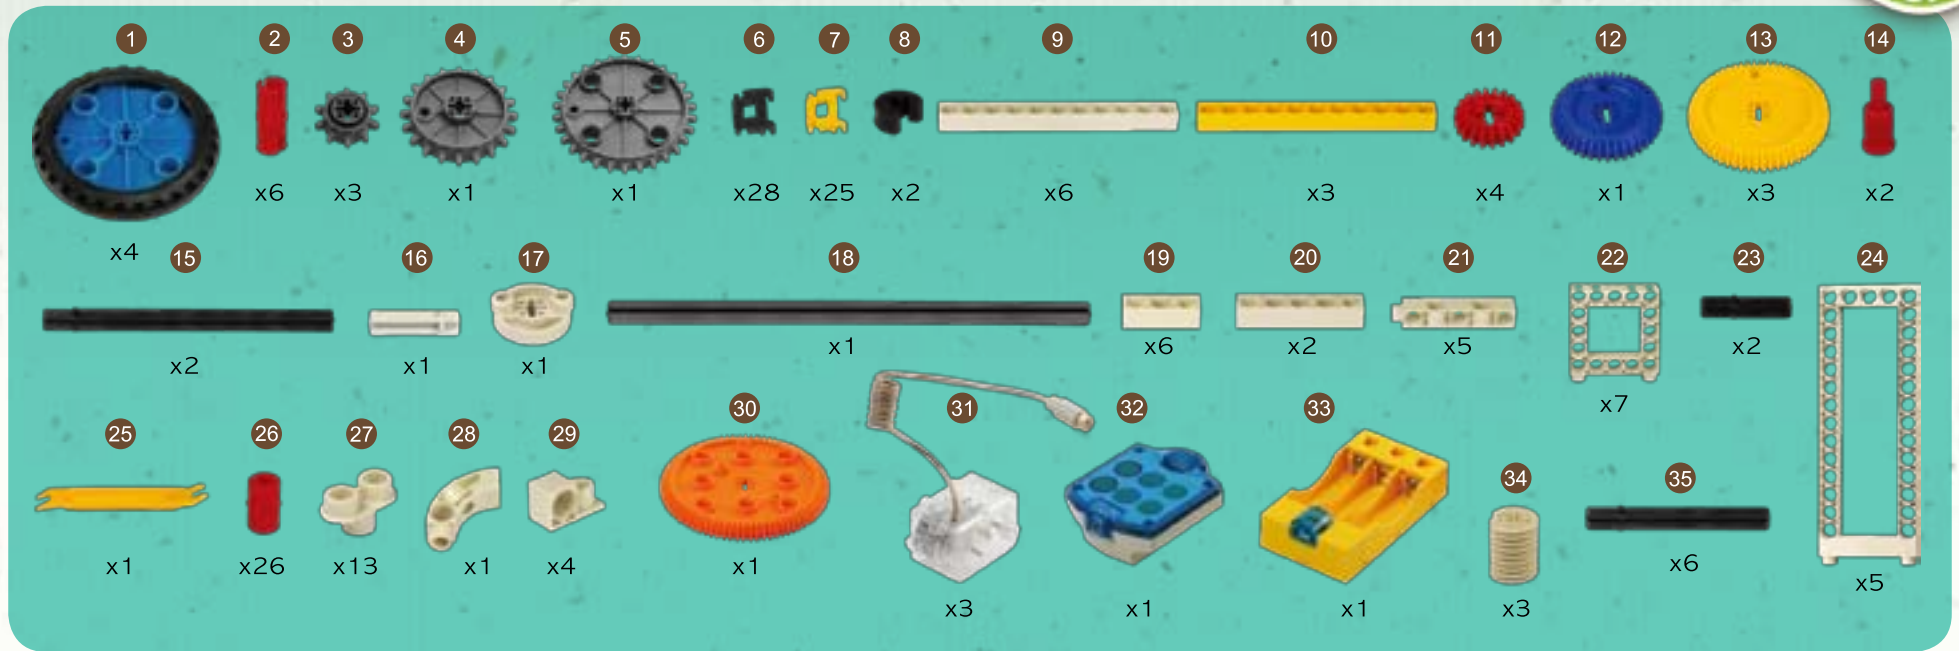 1 2 3 4 5 6 7 8 9 10 11 12 13 14
x6 x3 x1 x1 x28 x25 x2 x6 x3 x4 x1 x3 x2
x4
15 16 17 18 19 20 21 22 23 24
x2 x1 x1 x1 x6 x2 x5 x7 x2
25 26 27 28 29 30 31 32 33 34 35
x1 x26 x13 x1 x4 x1 x6 x5
x3 x1 x1 x3